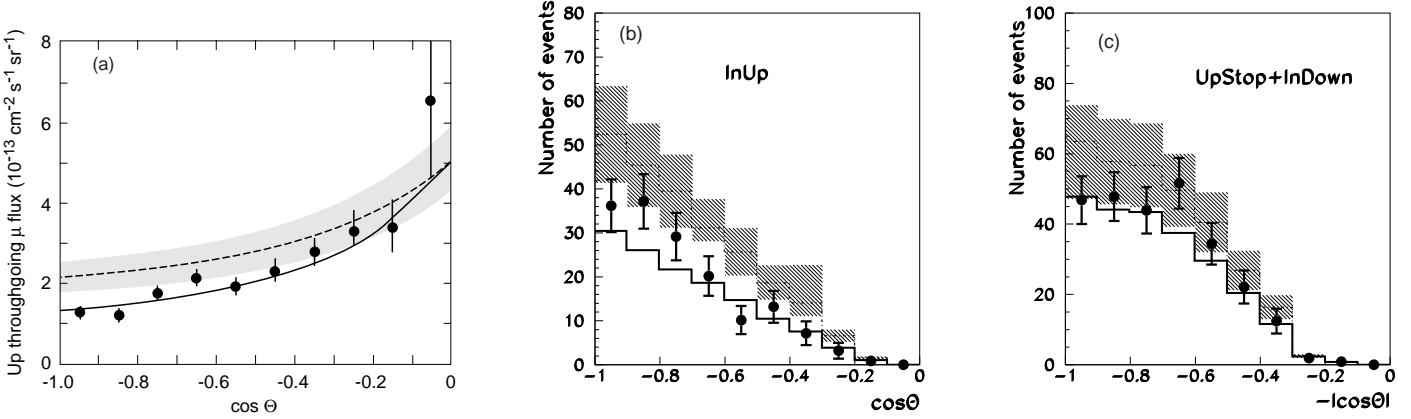 Up throughgoing μ flux (10⁻¹³ cm⁻² s⁻¹ sr⁻¹)
8
6
4
2
0
(a)
-1.0 -0.8 -0.6 -0.4 -0.2 0
cos Θ
Number of events
80
70
60
50
40
30
20
10
0
(b)
InUp
-1 -0.8 -0.6 -0.4 -0.2 0
cosΘ
Number of events
100
80
60
40
20
0
(c)
UpStop+InDown
-1 -0.8 -0.6 -0.4 -0.2 0
-|cosΘ|